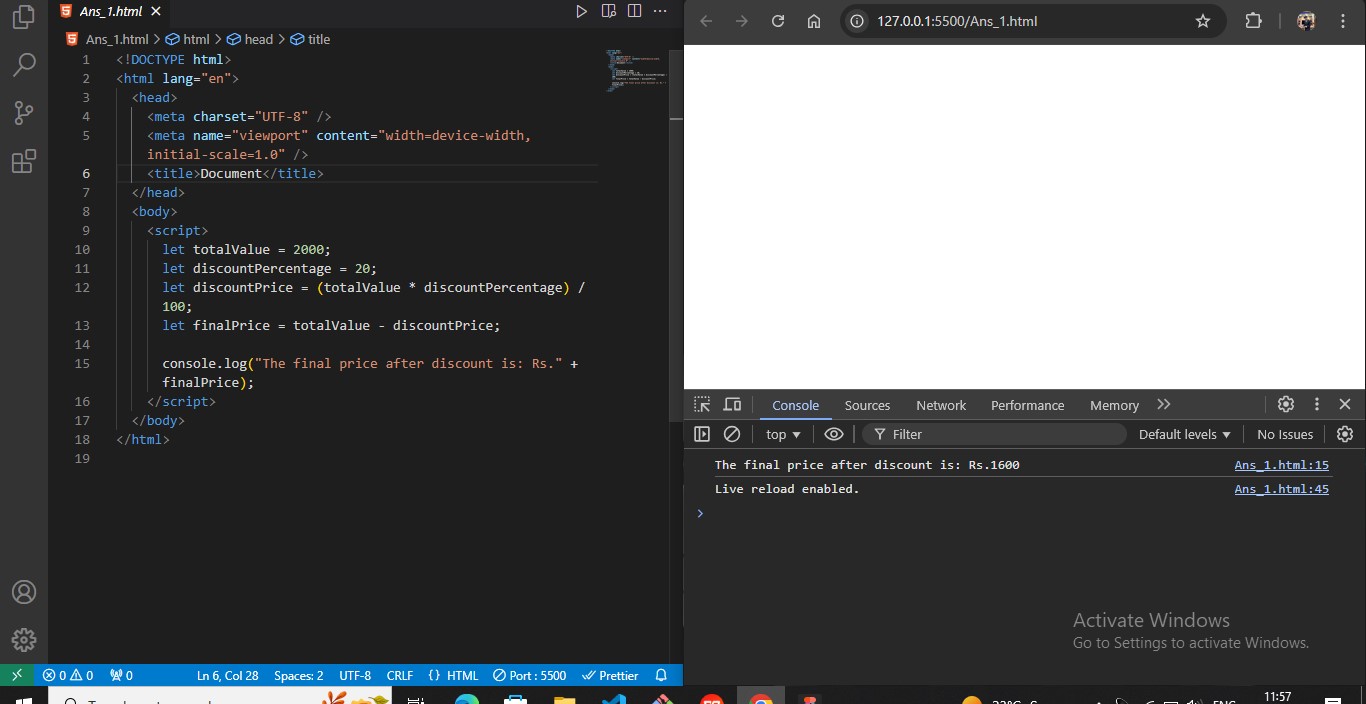 Ans_1.html
Ans_1.html > html > head > title
1 <!DOCTYPE html>
2 <html lang="en">
3 <head>
4 <meta charset="UTF-8" />
5 <meta name="viewport" content="width=device-width,
initial-scale=1.0" />
6 <title>Document</title>
7 </head>
8 <body>
9 <script>
10 let totalValue = 2000;
11 let discountPercentage = 20;
12 let discountPrice = (totalValue * discountPercentage) /
100;
13 let finalPrice = totalValue - discountPrice;
14
15 console.log("The final price after discount is: Rs." +
finalPrice);
16 </script>
17 </body>
18 </html>
19
0 0 0 Ln 6, Col 28 Spaces: 2 UTF-8 CRLF {} HTML Port : 5500 Prettier
127.0.0.1:5500/Ans_1.html
Console Sources Network Performance Memory
top Filter Default levels No Issues
The final price after discount is: Rs.1600 Ans_1.html:15
Live reload enabled. Ans_1.html:45
Activate Windows
Go to Settings to activate Windows.
11:57